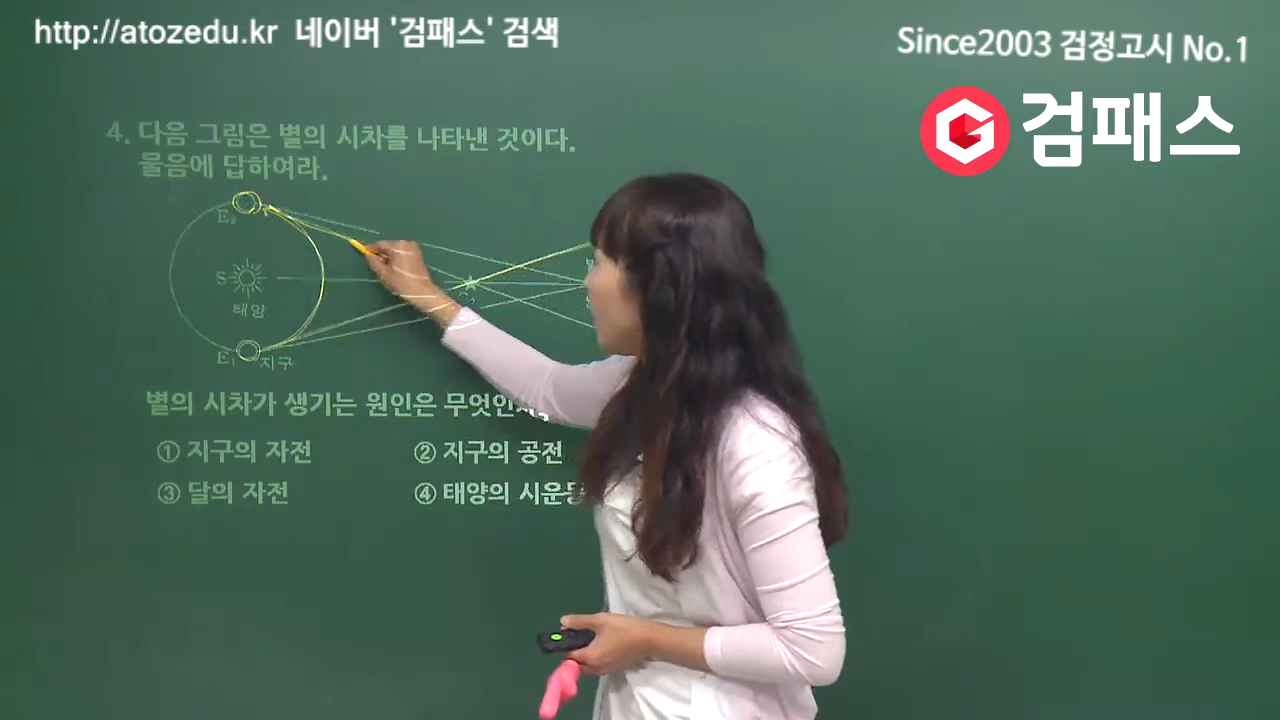 http://atozedu.kr 네이버 '검패스' 검색
Since2003 검정고시 No.1
검패스
4. 다음 그림은 별의 시차를 나타낸 것이다.
물음에 답하여라.
E₂
S
태양
E₁
지구
별의 시차가 생기는 원인은 무엇인가?
① 지구의 자전
② 지구의 공전
③ 달의 자전
④ 태양의 시운동